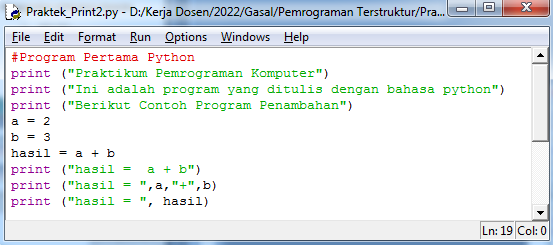 Praktek_Print2.py - D:/Kerja Dosen/2022/Gasal/Pemrograman Terstruktur/Pra...
File Edit Format Run Options Windows Help
#Program Pertama Python
print ("Praktikum Pemrograman Komputer")
print ("Ini adalah program yang ditulis dengan bahasa python")
print ("Berikut Contoh Program Penambahan")
a = 2
b = 3
hasil = a + b
print ("hasil =  a + b")
print ("hasil = ",a,"+",b)
print ("hasil = ", hasil)
Ln: 19 Col: 0